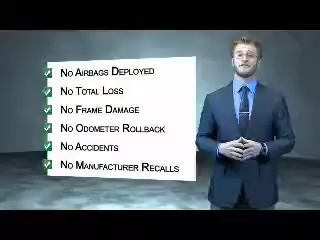 No Airbags Deployed
No Total Loss
No Frame Damage
No Odometer Rollback
No Accidents
No Manufacturer Recalls